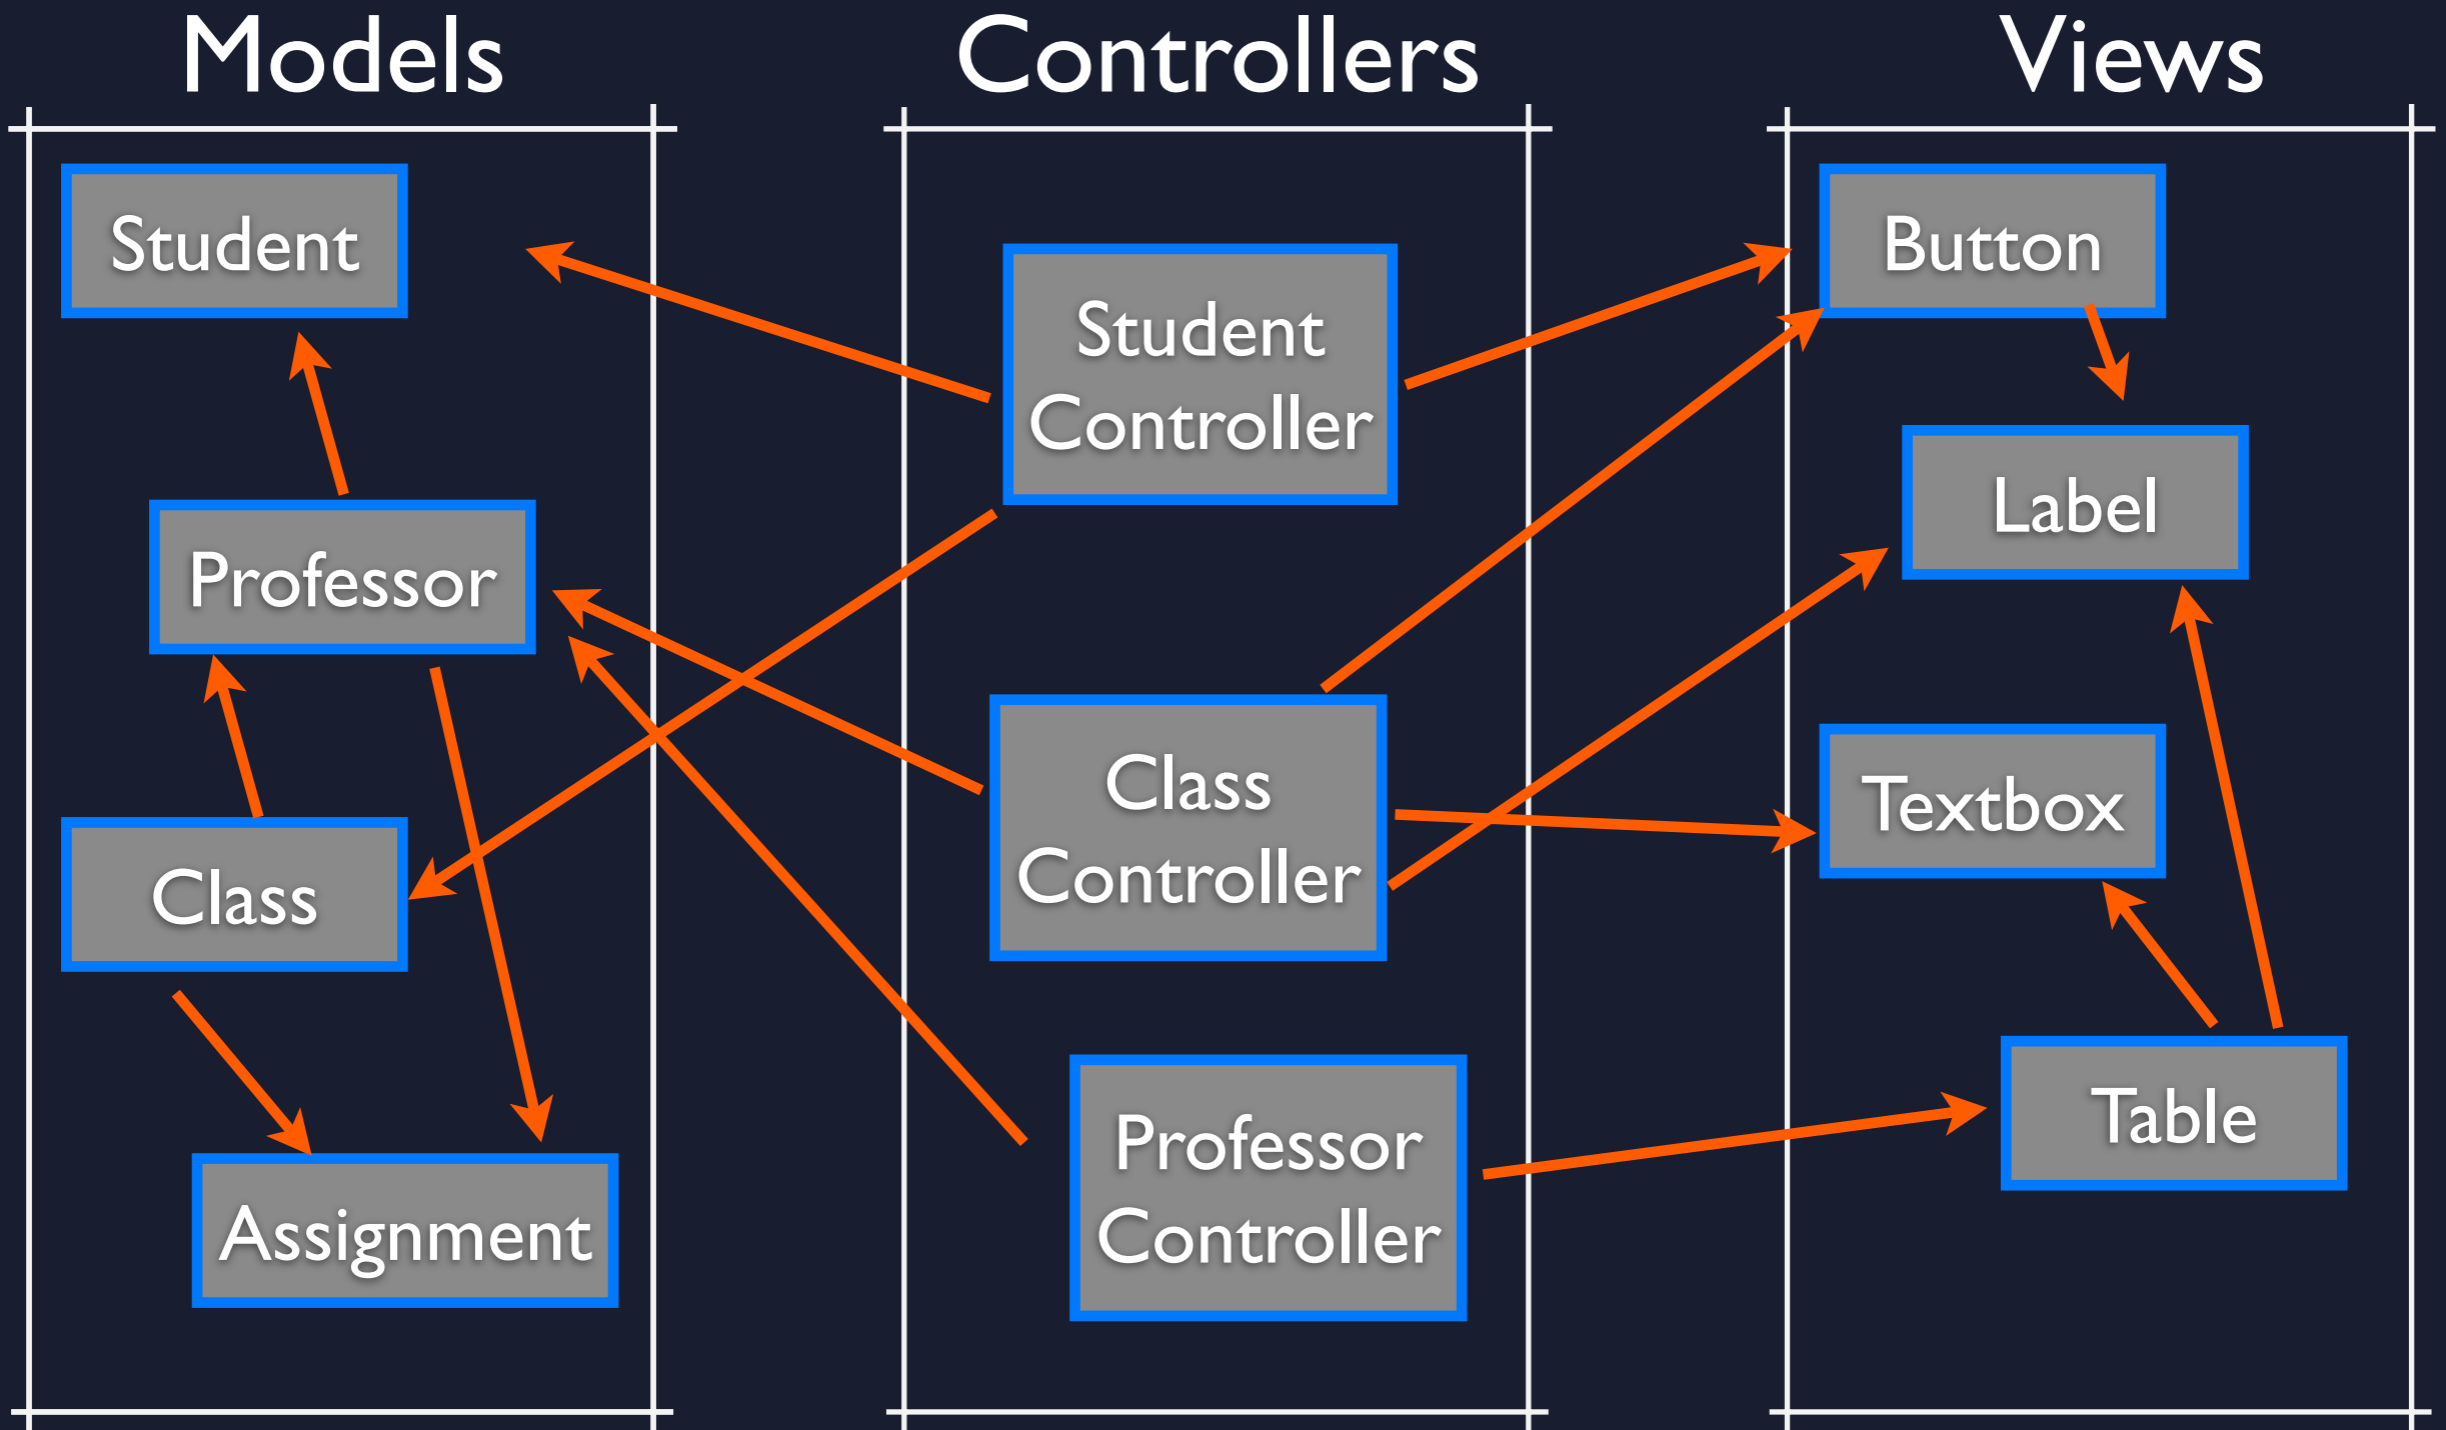 Models
Controllers
Views
Student
Professor
Class
Assignment
Student
Controller
Class
Controller
Professor
Controller
Button
Label
Textbox
Table